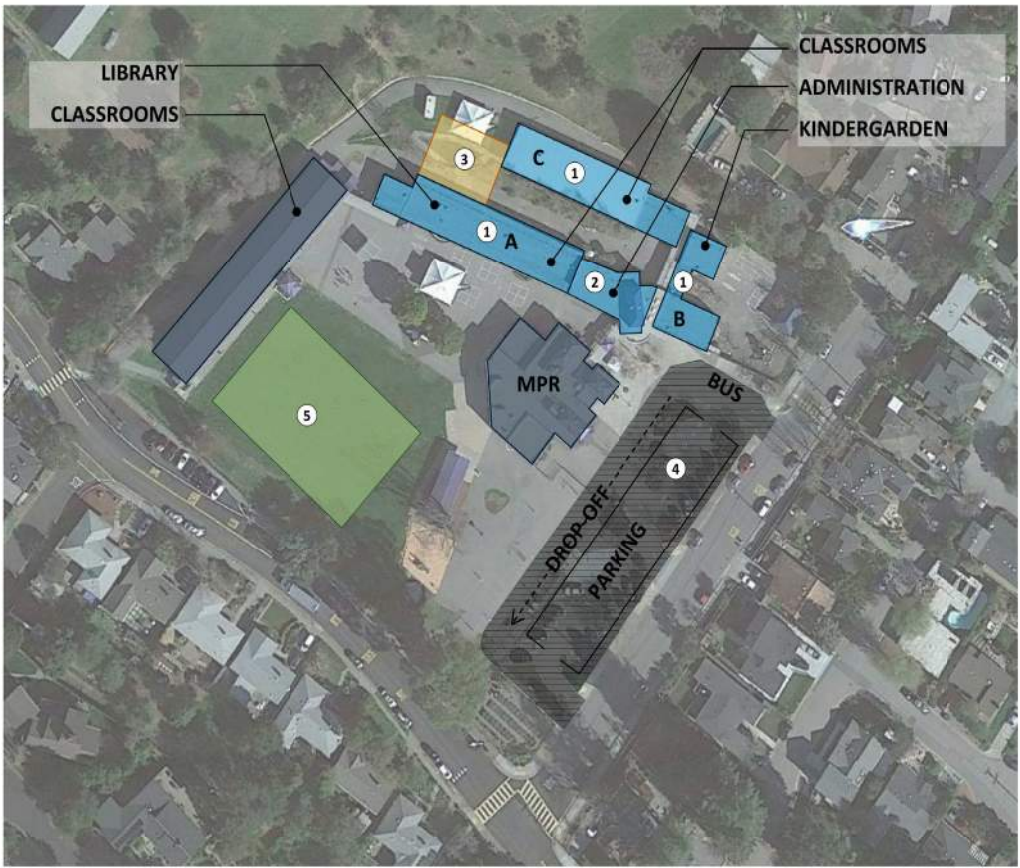 CLASSROOMS
LIBRARY
ADMINISTRATION
CLASSROOMS
KINDERGARDEN
3
C
1
1
A
2
1
B
MPR
BUS
5
4
DROP-OFF
PARKING